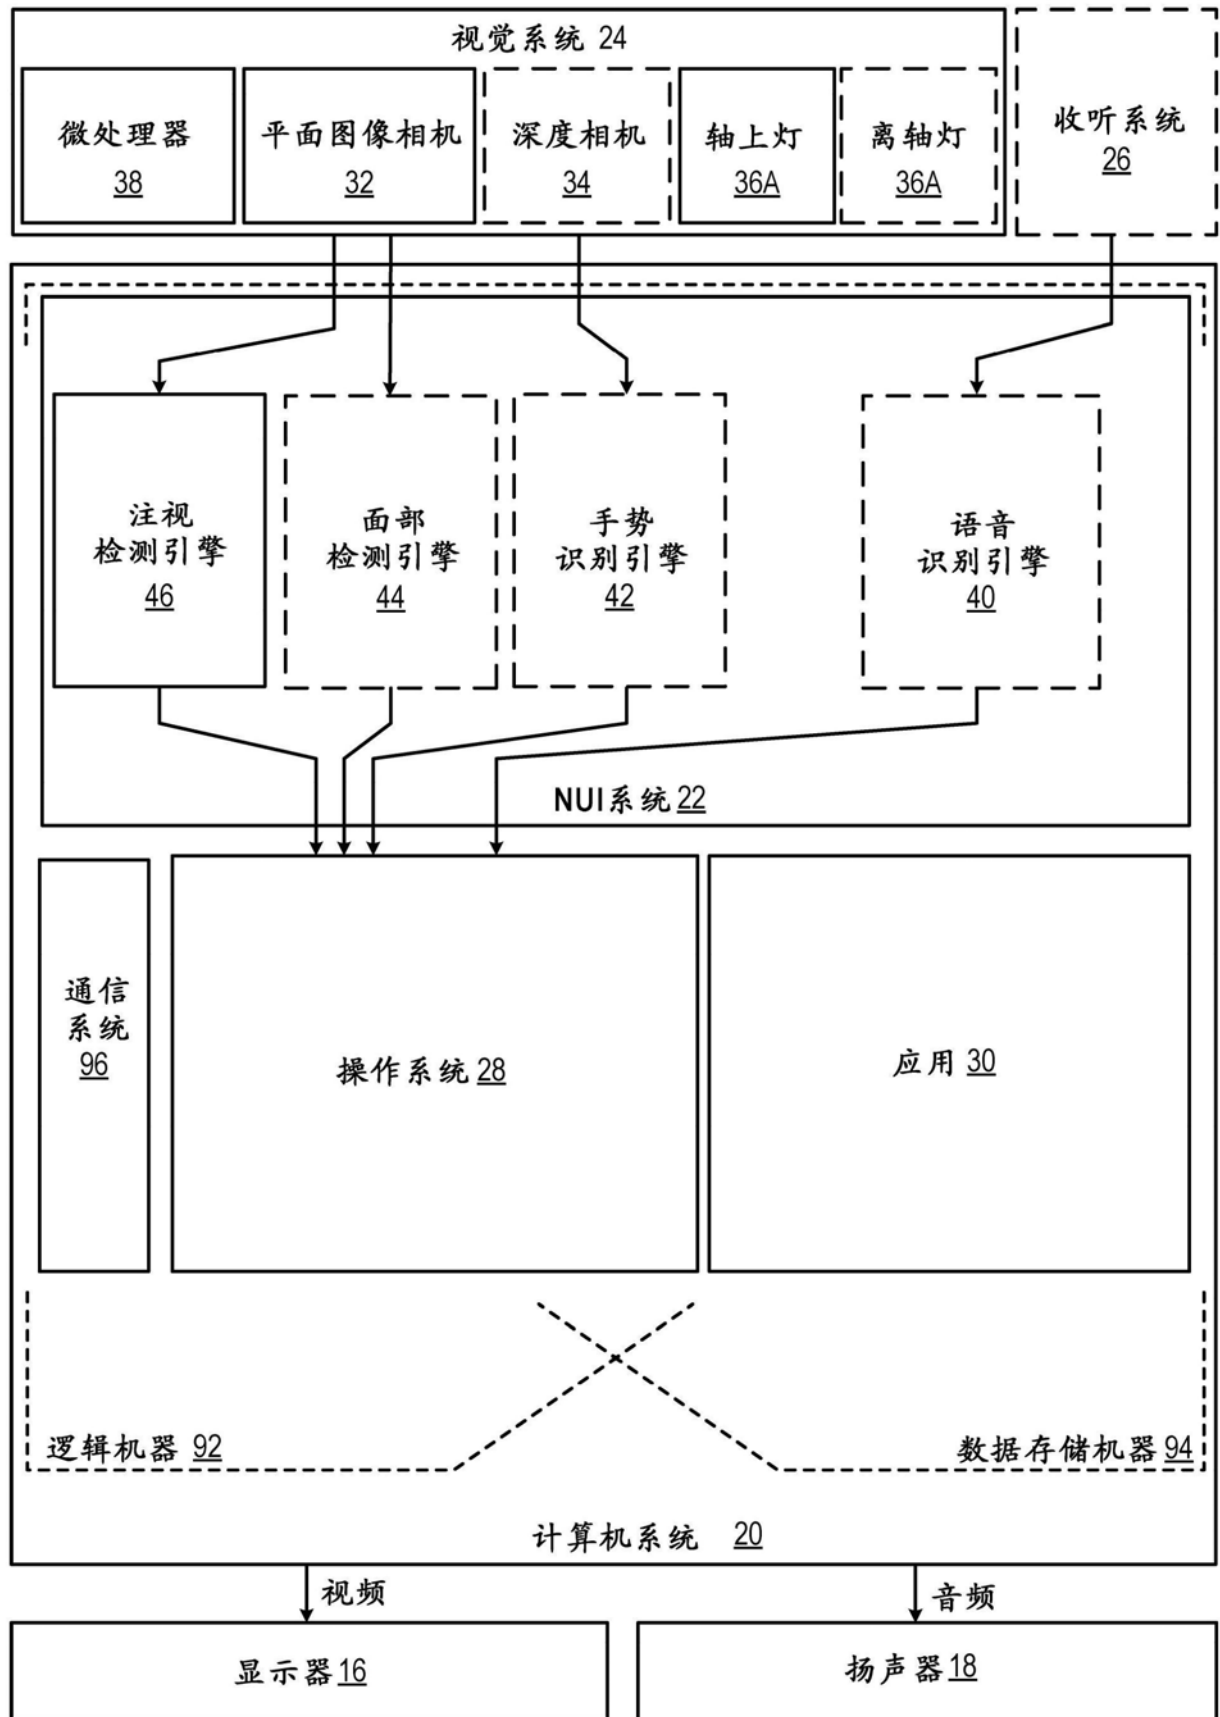 视觉系统 24
微处理器
38
平面图像相机
32
深度相机
34
轴上灯
36A
离轴灯
36A
收听系统
26
注视
检测引擎
46
面部
检测引擎
44
手势
识别引擎
42
语音
识别引擎
40
NUI系统 22
通信
系统
96
操作系统 28
应用 30
逻辑机器 92
数据存储机器 94
计算机系统 20
视频
音频
显示器 16
扬声器 18